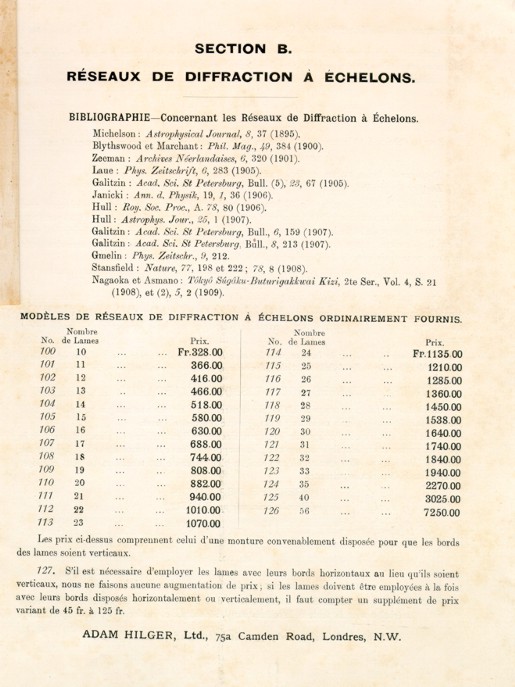 SECTION B.
RÉSEAUX DE DIFFRACTION À ÉCHELONS.
BIBLIOGRAPHIE—Concernant les Réseaux de Diffraction à Échelons.
Michelson: Astrophysical Journal, 8, 37 (1895).
Blythswood et Marchant: Phil. Mag., 49, 384 (1900).
Zeeman: Archives Néerlandaises, 6, 320 (1901).
Laue: Phys. Zeitschrift, 6, 283 (1905).
Galitzin: Acad. Sci. St Petersburg, Bull. (5), 23, 67 (1905).
Janicki: Ann. d. Physik, 19, 1, 36 (1906).
Hull: Roy. Soc. Proc., A. 78, 80 (1906).
Hull: Astrophys. Jour., 25, 1 (1907).
Galitzin: Acad. Sci. St Petersburg, Bull., 6, 159 (1907).
Galitzin: Acad. Sci. St Petersburg, Bull., 8, 213 (1907).
Gmelin: Phys. Zeitschr., 9, 212.
Stansfield: Nature, 77, 198 et 222; 78, 8 (1908).
Nagaoka et Asmano: Tôkyô Sûgâku-Buturigakkwai Kizi, 2te Ser., Vol. 4, S. 21
(1908), et (2), 5, 2 (1909).
MODÈLES DE RÉSEAUX DE DIFFRACTION À ÉCHELONS ORDINAIREMENT FOURNIS.
No. Nombre de Lames Prix.
100 10 ... ... Fr.328.00
101 11 ... ... 366.00
102 12 ... ... 416.00
103 13 .. ... 466.00
104 14 ... ... 518.00
105 15 ... ... 580.00
106 16 ... ... 630.00
107 17 ... ... 688.00
108 18 ... ... 744.00
109 19 ... ... 808.00
110 20 ... ... 882.00
111 21 ... ... 940.00
112 22 ... ... 1010.00
113 23 ... ... 1070.00
No. Nombre de Lames Prix.
114 24 ... .. Fr.1135.00
115 25 ... ... 1210.00
116 26 ... ... 1285.00
117 27 ... ... 1360.00
118 28 ... ... 1450.00
119 29 ... ... 1538.00
120 30 ... ... 1640.00
121 31 ... ... 1740.00
122 32 ... ... 1840.00
123 33 ... ... 1940.00
124 35 ... ... 2270.00
125 40 ... ... 3025.00
126 56 ... ... 7250.00
Les prix ci-dessus comprennent celui d'une monture convenablement disposée pour que les bords
des lames soient verticaux.
127. S'il est nécessaire d'employer les lames avec leurs bords horizontaux au lieu qu'ils soient
verticaux, nous ne faisons aucune augmentation de prix; si les lames doivent être employées à la fois
avec leurs bords disposés horizontalement ou verticalement, il faut compter un supplément de prix
variant de 45 fr. à 125 fr.
ADAM HILGER, Ltd., 75a Camden Road, Londres, N.W.